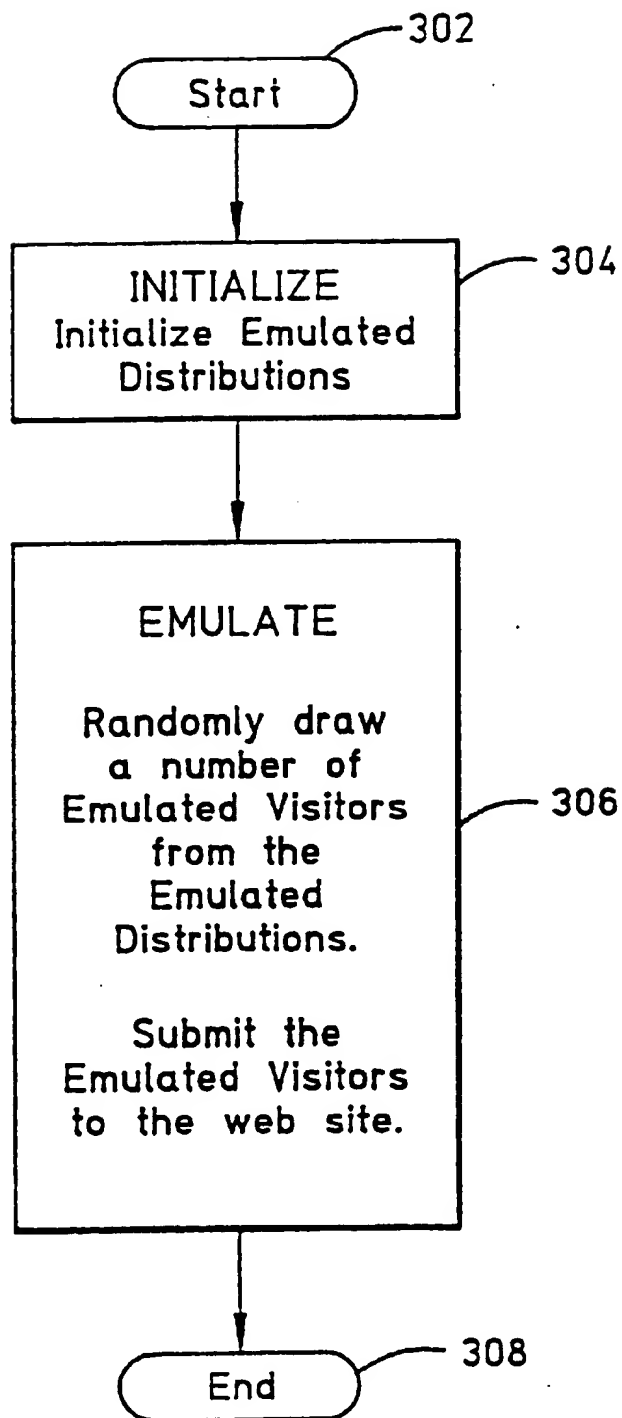 302
Start
304
INITIALIZE
Initialize Emulated
Distributions
EMULATE
Randomly draw
a number of
Emulated Visitors
from the
Emulated
Distributions.
306
Submit the
Emulated Visitors
to the web site.
308
End